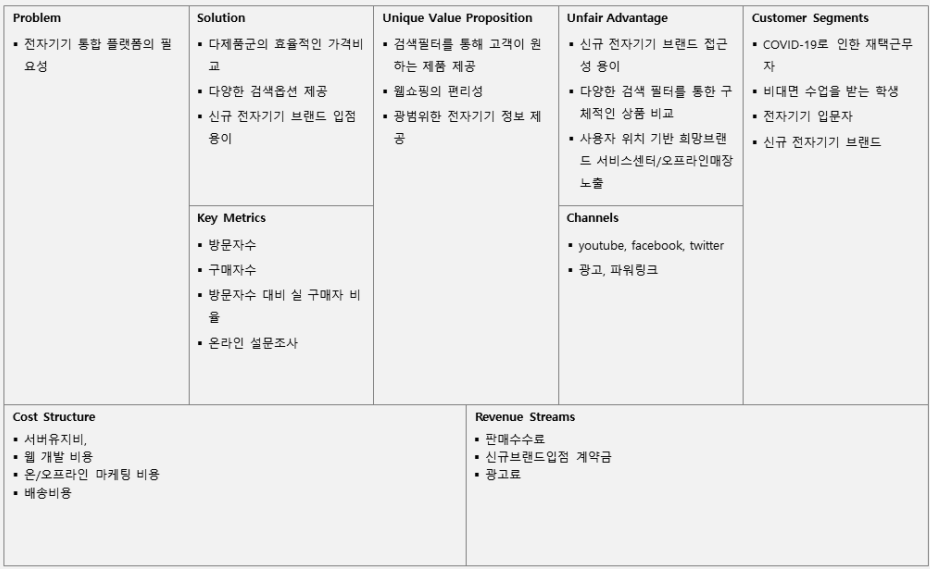 Problem
▪ 전자기기 통합 플랫폼의 필
요성
Solution
▪ 다제품군의 효율적인 가격비
교
▪ 다양한 검색옵션 제공
▪ 신규 전자기기 브랜드 입점
용이
Key Metrics
▪ 방문자수
▪ 구매자수
▪ 방문자수 대비 실 구매자 비
율
▪ 온라인 설문조사
Unique Value Proposition
▪ 검색필터를 통해 고객이 원
하는 제품 제공
▪ 웹쇼핑의 편리성
▪ 광범위한 전자기기 정보 제
공
Unfair Advantage
▪ 신규 전자기기 브랜드 접근
성 용이
▪ 다양한 검색 필터를 통한 구
체적인 상품 비교
▪ 사용자 위치 기반 희망브랜
드 서비스센터/오프라인매장
노출
Channels
▪ youtube, facebook, twitter
▪ 광고, 파워링크
Customer Segments
▪ COVID-19로 인한 재택근무
자
▪ 비대면 수업을 받는 학생
▪ 전자기기 입문자
▪ 신규 전자기기 브랜드
Cost Structure
▪ 서버유지비,
▪ 웹 개발 비용
▪ 온/오프라인 마케팅 비용
▪ 배송비용
Revenue Streams
▪ 판매수수료
▪ 신규브랜드입점 계약금
▪ 광고료